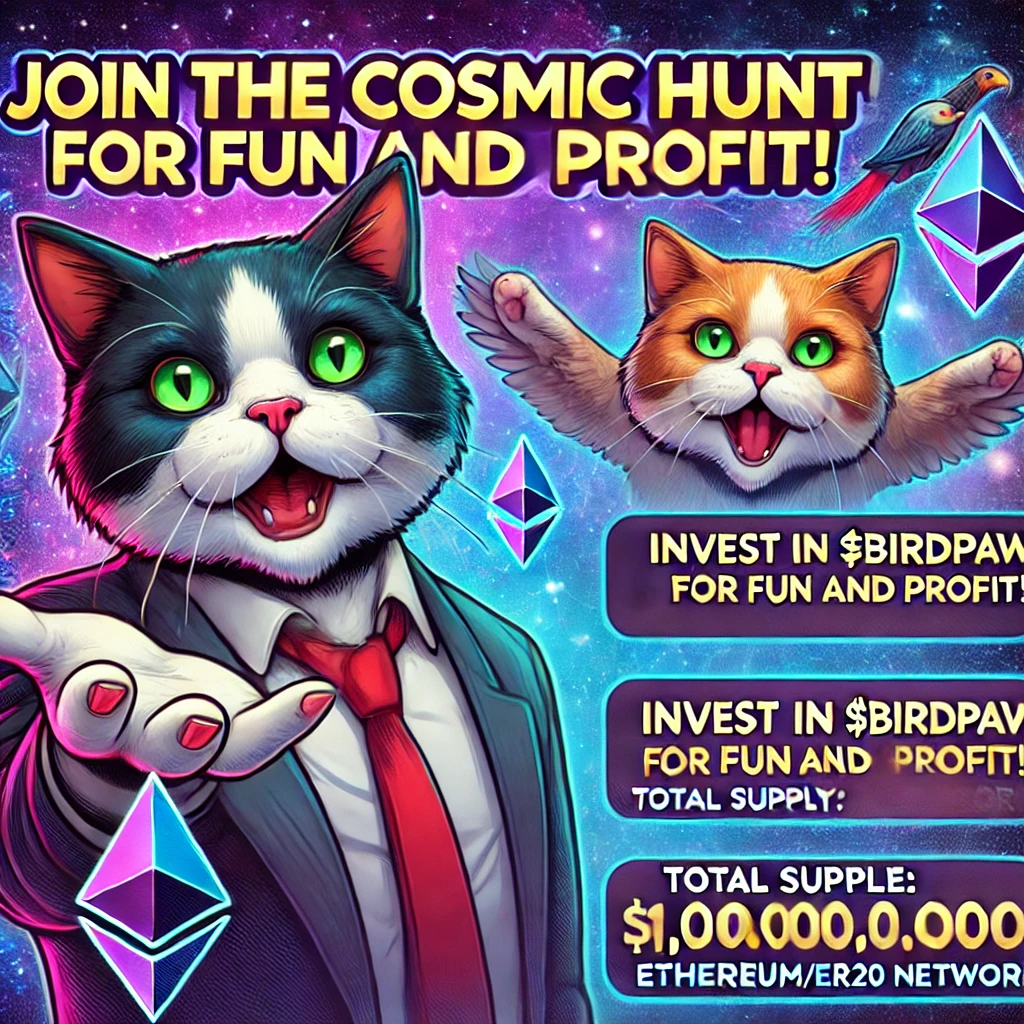 JOIN THE COSMIC HUNT
FOR FUN AND PROFIT!
INVEST IN $BIRDPAW
FOR FUN AND PROFIT!
INVEST IN $BIRDPAW
FOR FUN AND PROFIT!
TOTAL SUPPLY:
OR
TOTAL SUPPLE:
$1,00.000,0.000
ETHEREUM/ER20 NETWORK